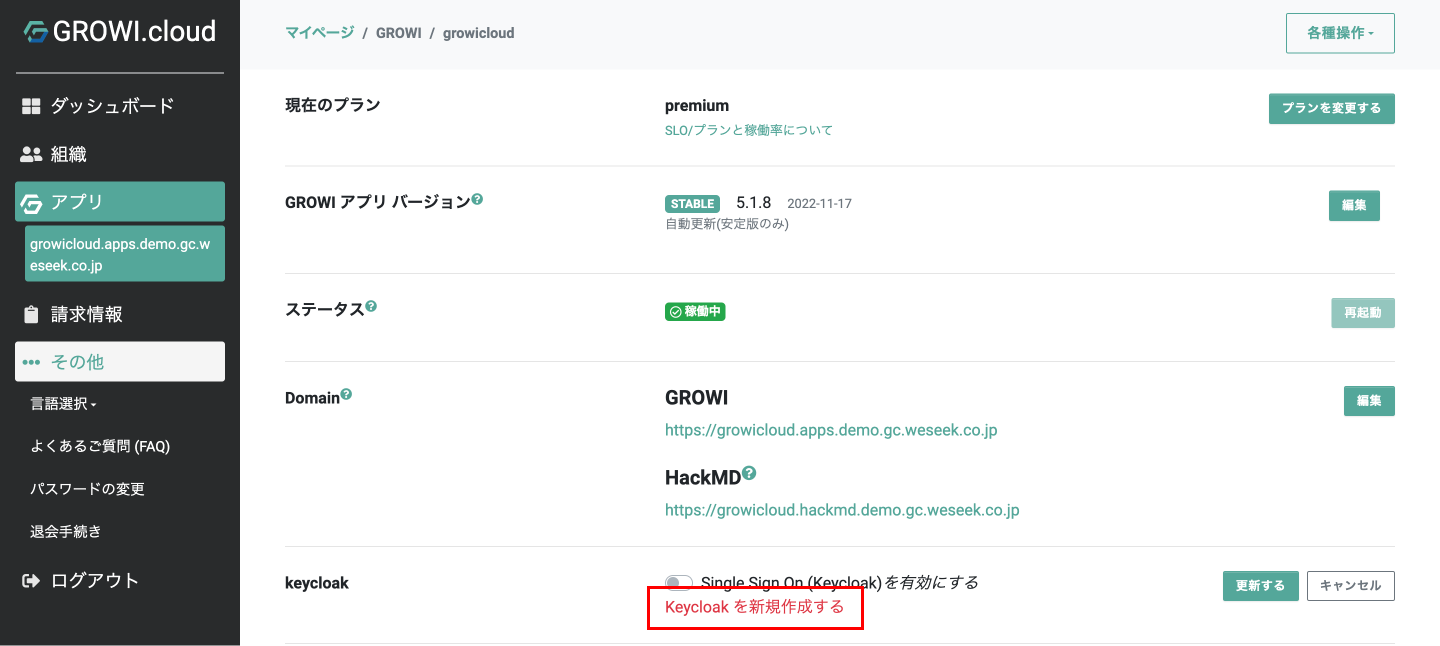 GROWI.cloud
ダッシュボード
組織
アプリ
growicloud.apps.demo.gc.w
eseek.co.jp
請求情報
その他
言語選択
よくあるご質問 (FAQ)
パスワードの変更
退会手続き
ログアウト
マイページ / GROWI / growicloud
各種操作
現在のプラン
premium
プランを変更する
SLO/プランと稼働率について
GROWI アプリ バージョン?
STABLE 5.1.8 2022-11-17
編集
自動更新(安定版のみ)
ステータス?
稼働中
再起動
Domain?
GROWI
編集
https://growicloud.apps.demo.gc.weseek.co.jp
HackMD?
https://growicloud.hackmd.demo.gc.weseek.co.jp
keycloak
Single Sign On (Keycloak)を有効にする
更新する
キャンセル
Keycloak を新規作成する